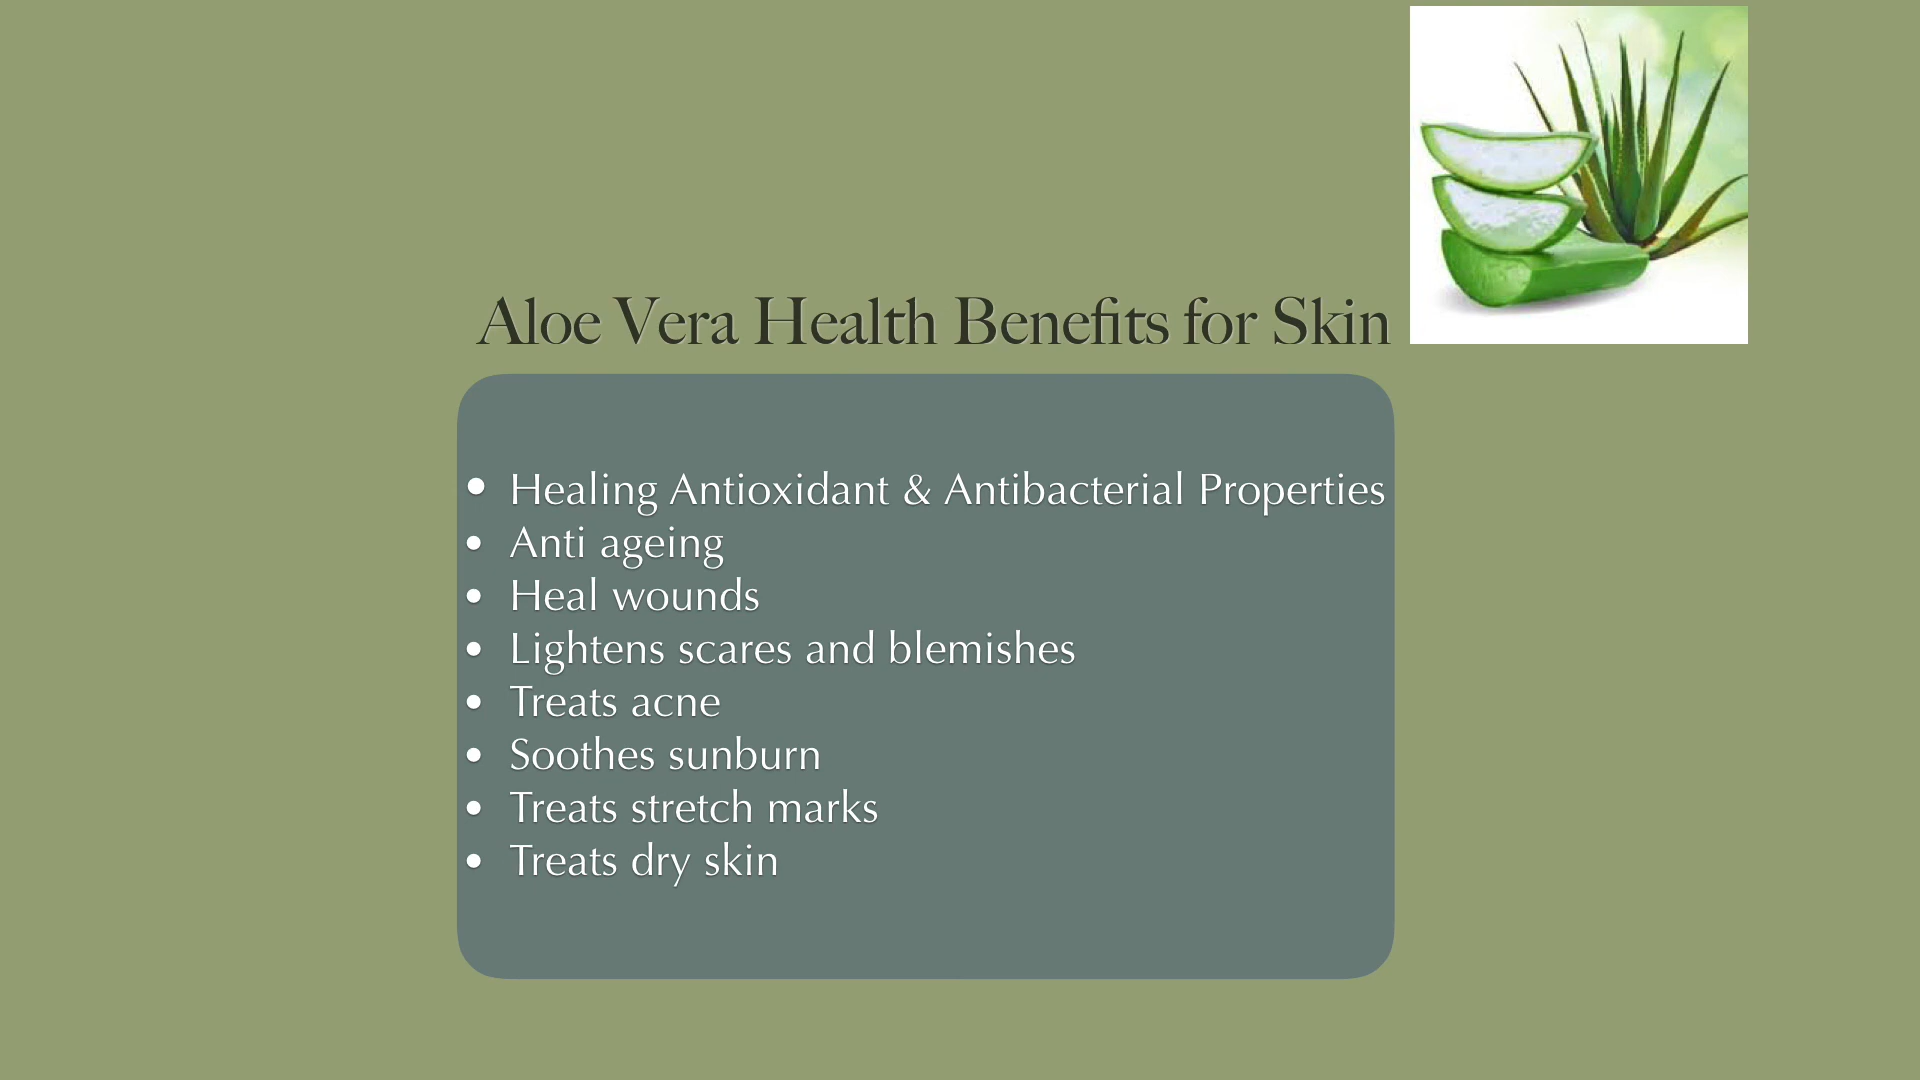 Aloe Vera Health Benefits for Skin
• Healing Antioxidant & Antibacterial Properties
• Anti ageing
• Heal wounds
• Lightens scares and blemishes
• Treats acne
• Soothes sunburn
• Treats stretch marks
• Treats dry skin